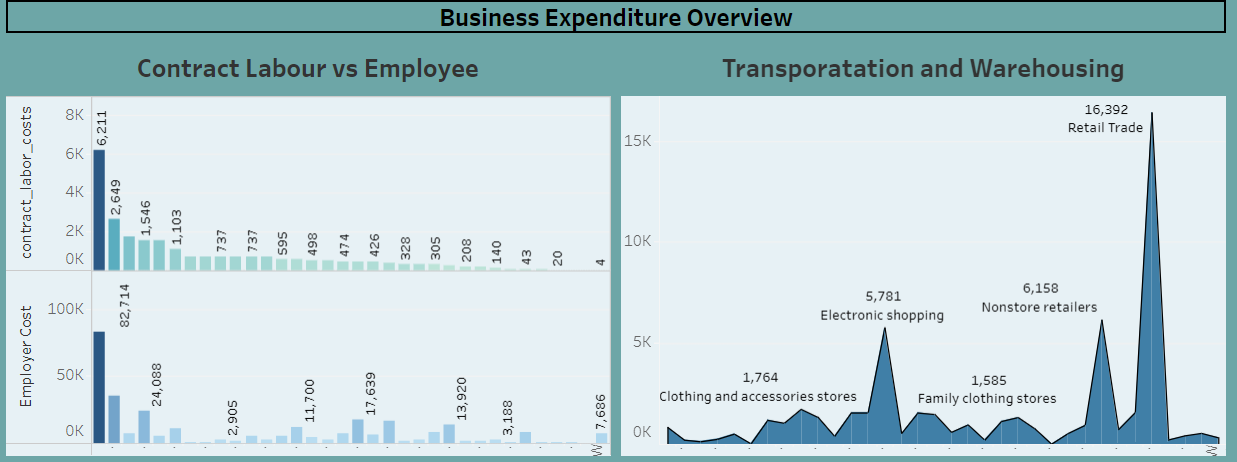 Business Expenditure Overview
Contract Labour vs Employee
contract_labor_costs
8K
6K
4K
2K
0K
6,211
2,649
1,546
1,103
737
737
595
498
474
426
328
305
208
140
43
20
4
Employer Cost
100K
50K
0K
82,714
24,088
2,905
11,700
17,639
13,920
3,188
7,686
Transporatation and Warehousing
15K
10K
5K
0K
16,392
Retail Trade
5,781
Electronic shopping
6,158
Nonstore retailers
1,764
Clothing and accessories stores
1,585
Family clothing stores